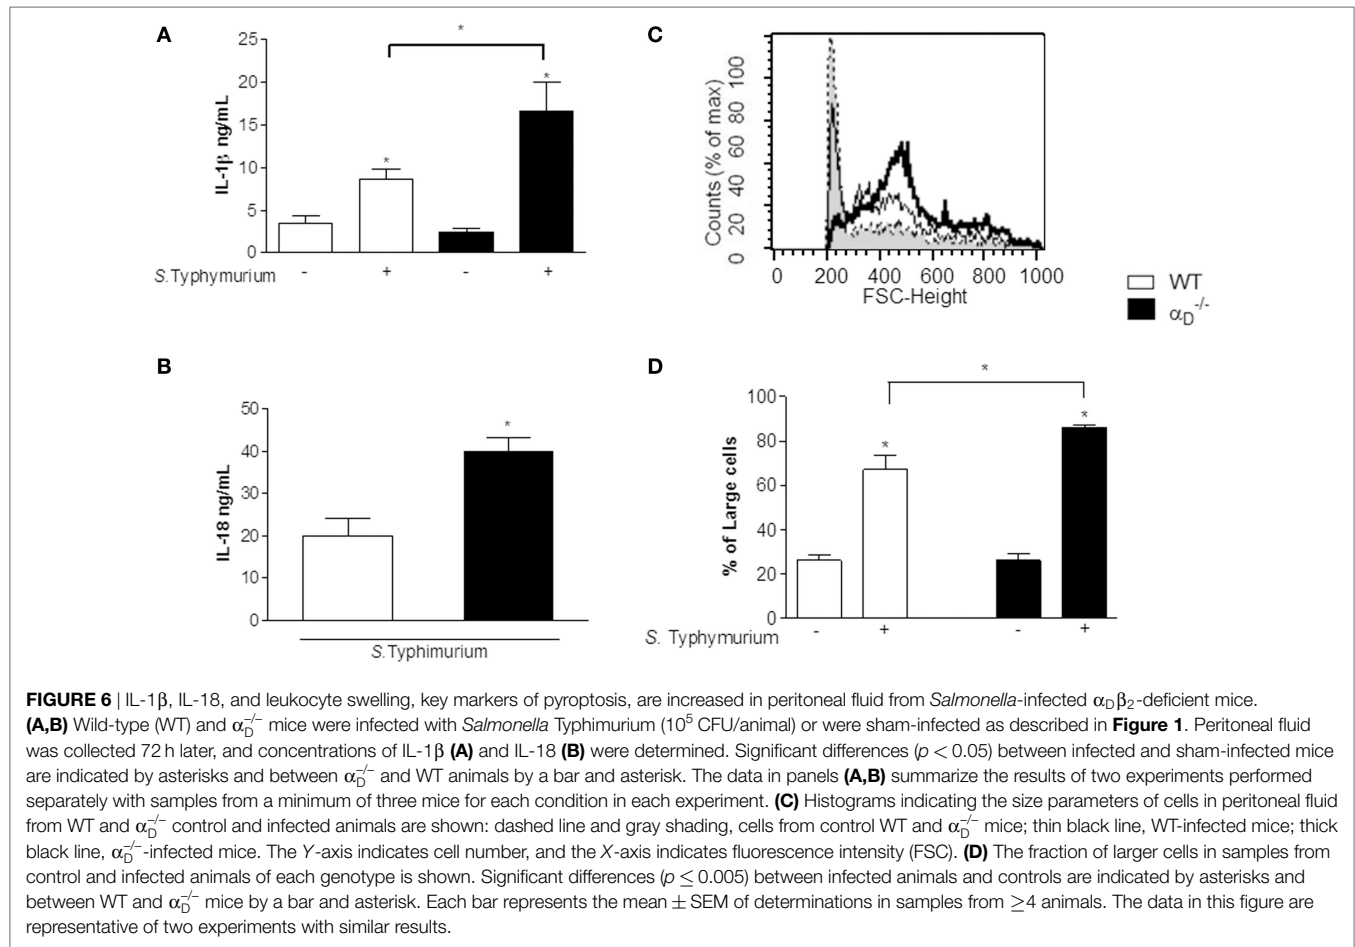 A
25
20
15
10
5
0
IL-1β ng/mL
*
*
*
S.Typhymurium - + - +
C
100
80
60
40
20
0
Counts (% of max)
0 200 400 600 800 1000
FSC-Height
WT
αD-/-
B
50
40
30
20
10
0
IL-18 ng/mL
*
S.Typhimurium
D
100
80
60
40
20
0
% of Large cells
*
*
*
S. Typhymurium - + - +
FIGURE 6 | IL-1β, IL-18, and leukocyte swelling, key markers of pyroptosis, are increased in peritoneal fluid from Salmonella-infected αDβ2-deficient mice.
(A,B) Wild-type (WT) and αD−/− mice were infected with Salmonella Typhimurium (10⁵ CFU/animal) or were sham-infected as described in Figure 1. Peritoneal fluid
was collected 72 h later, and concentrations of IL-1β (A) and IL-18 (B) were determined. Significant differences (p < 0.05) between infected and sham-infected mice
are indicated by asterisks and between αD−/− and WT animals by a bar and asterisk. The data in panels (A,B) summarize the results of two experiments performed
separately with samples from a minimum of three mice for each condition in each experiment. (C) Histograms indicating the size parameters of cells in peritoneal fluid
from WT and αD−/− control and infected animals are shown: dashed line and gray shading, cells from control WT and αD−/− mice; thin black line, WT-infected mice; thick
black line, αD−/−-infected mice. The Y-axis indicates cell number, and the X-axis indicates fluorescence intensity (FSC). (D) The fraction of larger cells in samples from
control and infected animals of each genotype is shown. Significant differences (p ≤ 0.005) between infected animals and controls are indicated by asterisks and
between WT and αD−/− mice by a bar and asterisk. Each bar represents the mean ± SEM of determinations in samples from ≥4 animals. The data in this figure are
representative of two experiments with similar results.